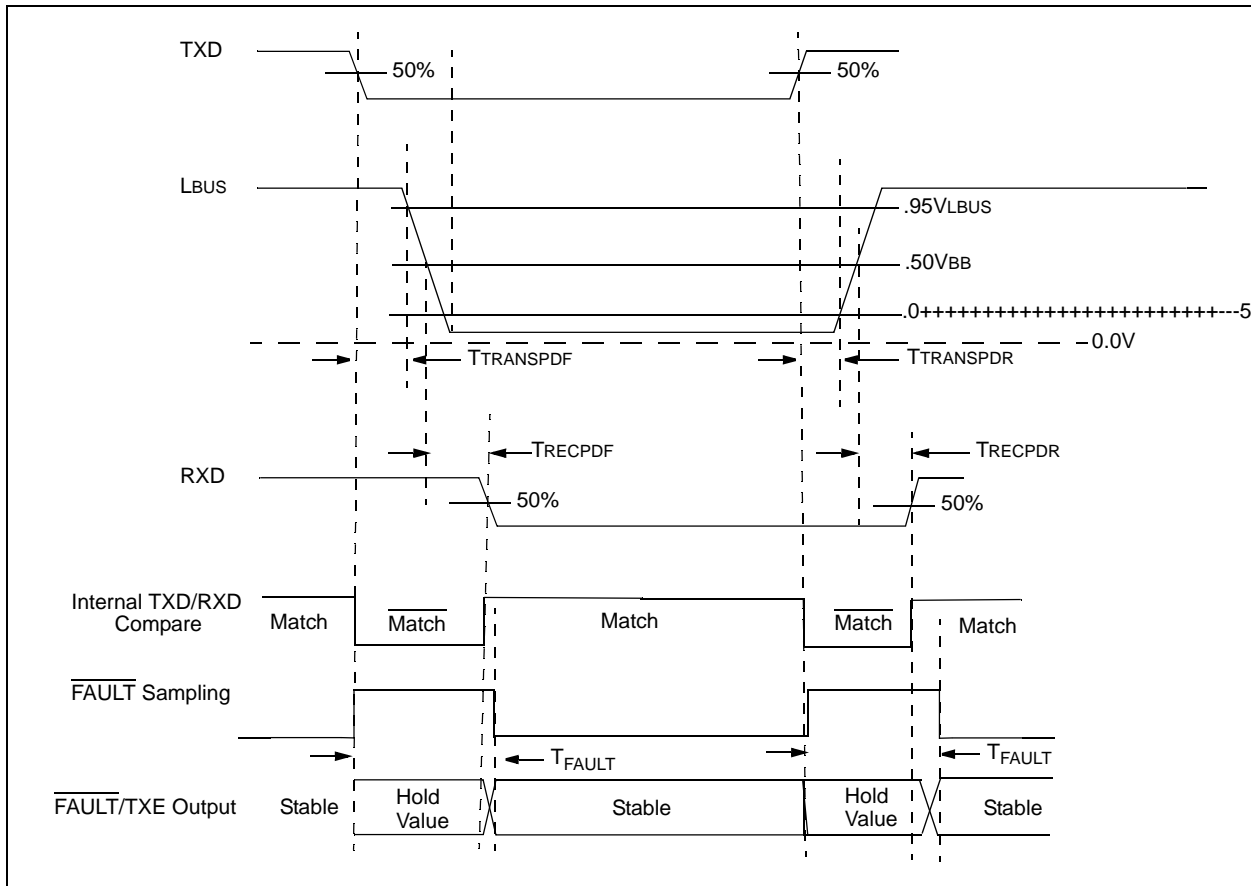 TXD
50%
50%
LBUS
.95VLBUS
.50VBB
.0++++++++++++++++++++++++---5
0.0V
TTRANSPDF
TTRANSPDR
TRECPDF
TRECPDR
RXD
50%
50%
Internal TXD/RXD
Compare
Match
Match
Match
Match
Match
FAULT Sampling
TFAULT
TFAULT
FAULT/TXE Output
Stable
Hold
Value
Stable
Hold
Value
Stable